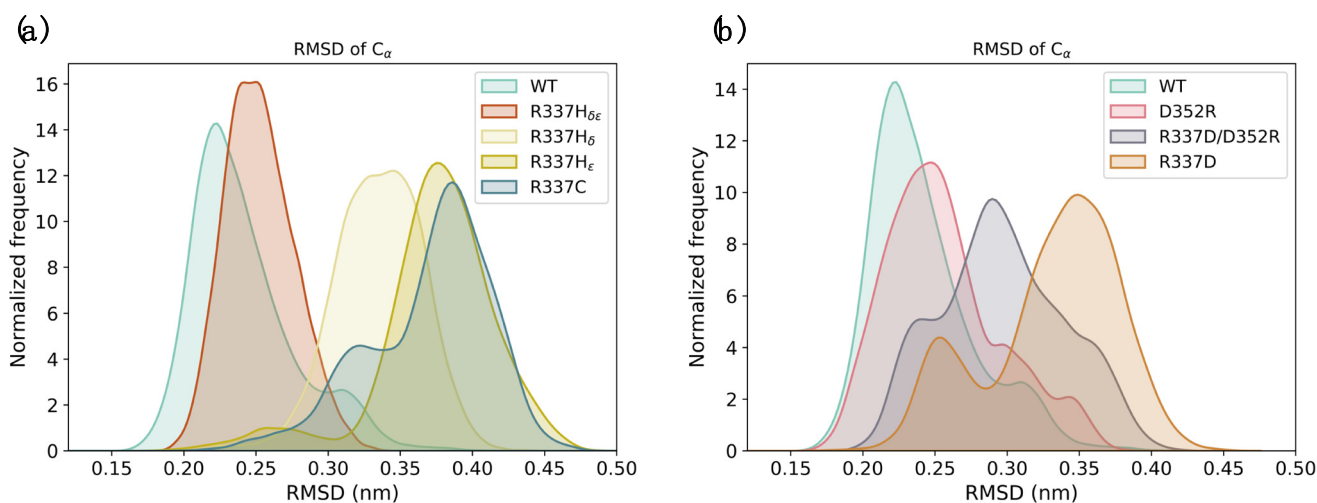 (a)
RMSD of Cα
Normalized frequency
16
14
12
10
8
6
4
2
0
WT
R337Hδε
R337Hδ
R337Hε
R337C
0.15 0.20 0.25 0.30 0.35 0.40 0.45 0.50
RMSD (nm)
(b)
RMSD of Cα
Normalized frequency
14
12
10
8
6
4
2
0
WT
D352R
R337D/D352R
R337D
0.15 0.20 0.25 0.30 0.35 0.40 0.45 0.50
RMSD (nm)